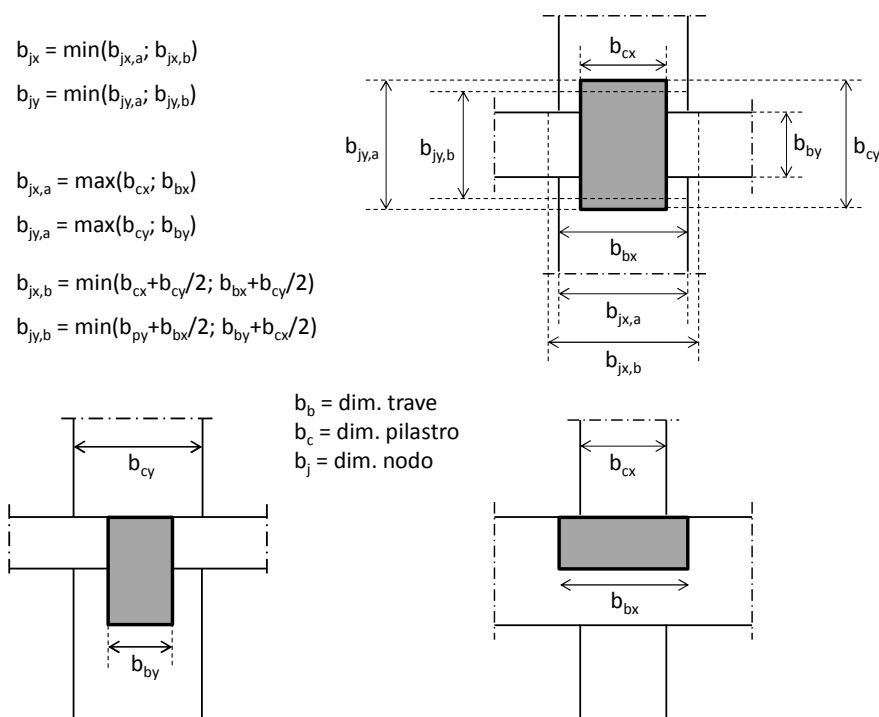 b_jx = min(b_jx,a; b_jx,b)
b_jy = min(b_jy,a; b_jy,b)
b_jx,a = max(b_cx; b_bx)
b_jy,a = max(b_cy; b_by)
b_jx,b = min(b_cx+b_cy/2; b_bx+b_cy/2)
b_jy,b = min(b_py+b_bx/2; b_by+b_cx/2)
b_cx
b_jy,a
b_jy,b
b_by
b_cy
b_bx
b_jx,a
b_jx,b
b_b = dim. trave
b_c = dim. pilastro
b_j = dim. nodo
b_cy
b_by
b_cx
b_bx